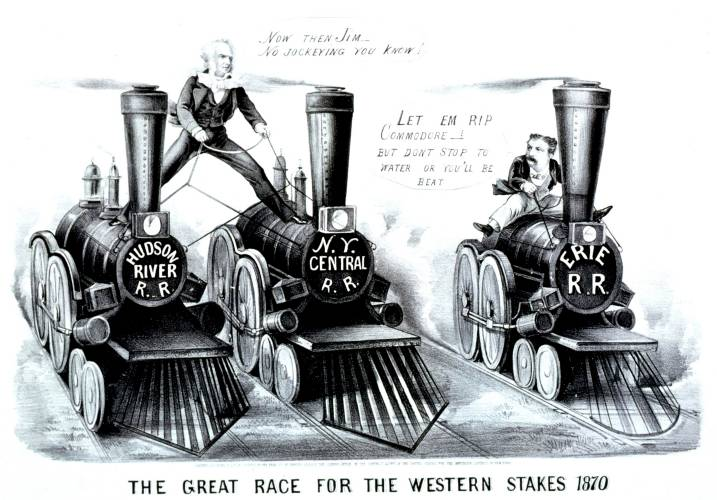 NOW THEN JIM—
NO JOCKEYING YOU KNOW!
LET EM RIP
COMMODORE—!
BUT DONT STOP TO
WATER OR YOU'LL BE
BEAT
HUDSON
RIVER
R. R.
N. Y.
CENTRAL
R. R.
ERIE
R. R.
THE GREAT RACE FOR THE WESTERN STAKES 1870